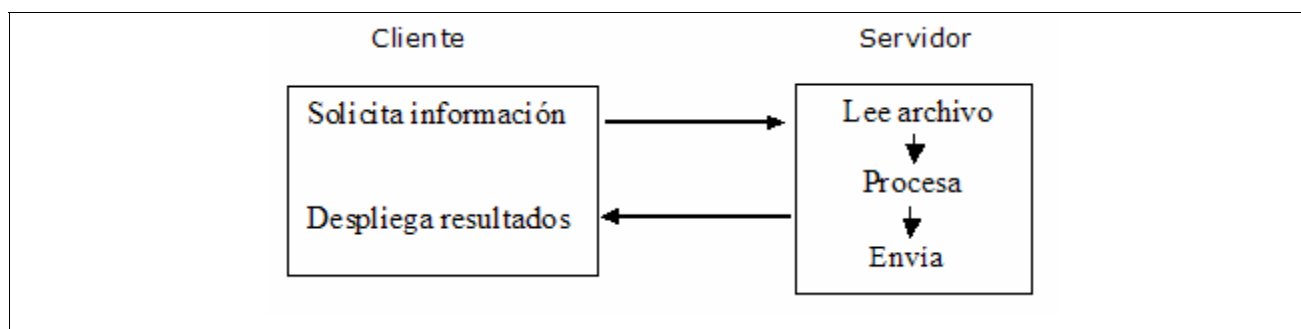 Cliente
Servidor
Solicita información
Lee archivo
Procesa
Despliega resultados
Envia